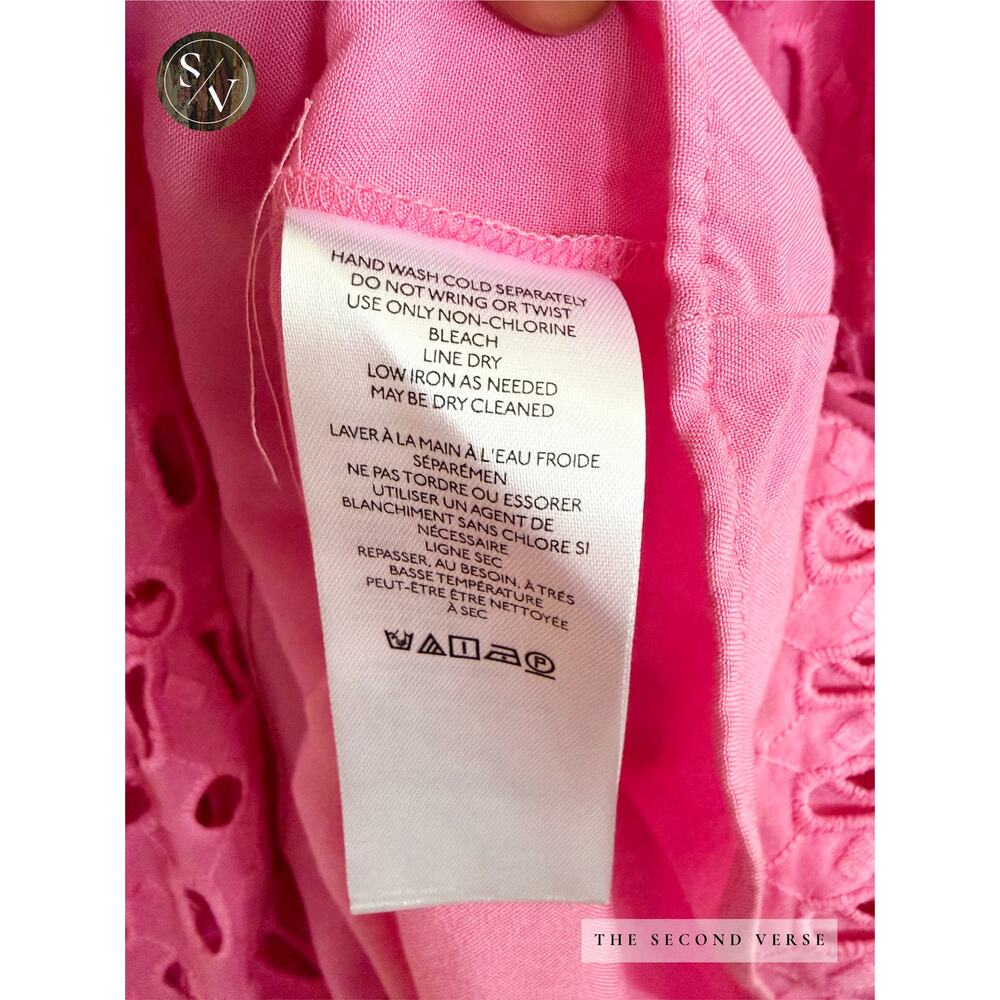 S/V
HAND WASH COLD SEPARATELY
DO NOT WRING OR TWIST
USE ONLY NON-CHLORINE
BLEACH
LINE DRY
LOW IRON AS NEEDED
MAY BE DRY CLEANED
LAVER À LA MAIN À L'EAU FROIDE
SÉPARÉMEN
NE PAS TORDRE OU ESSORER
UTILISER UN AGENT DE
BLANCHIMENT SANS CHLORE SI
NÉCESSAIRE
LIGNE SEC
REPASSER, AU BESOIN, À TRÉS
BASSE TEMPÉRATURE
PEUT-ÊTRE ÊTRE NETTOYÉE
À SEC
P
THE SECOND VERSE